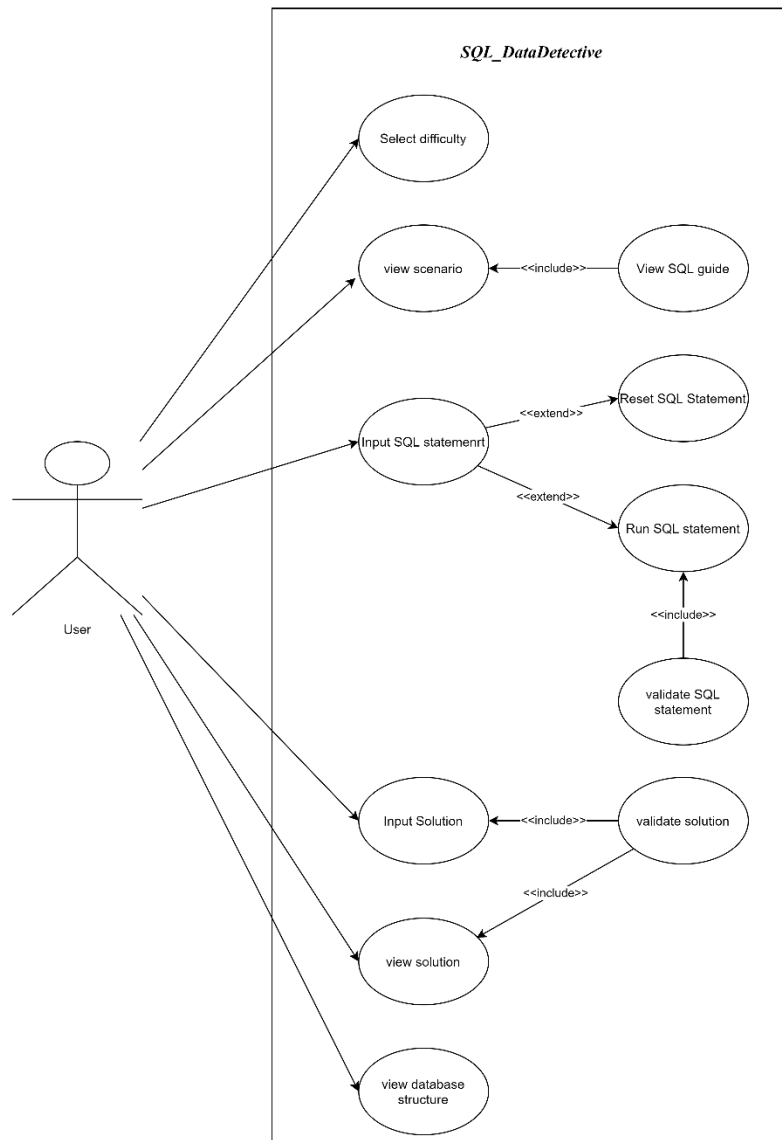 SQL_DataDetective
Select difficulty
view scenario
<<include>>
View SQL guide
Reset SQL Statement
<<extend>>
Input SQL statemenrt
<<extend>>
Run SQL statement
<<include>>
User
validate SQL
statement
Input Solution
<<include>>
validate solution
<<include>>
view solution
view database
structure